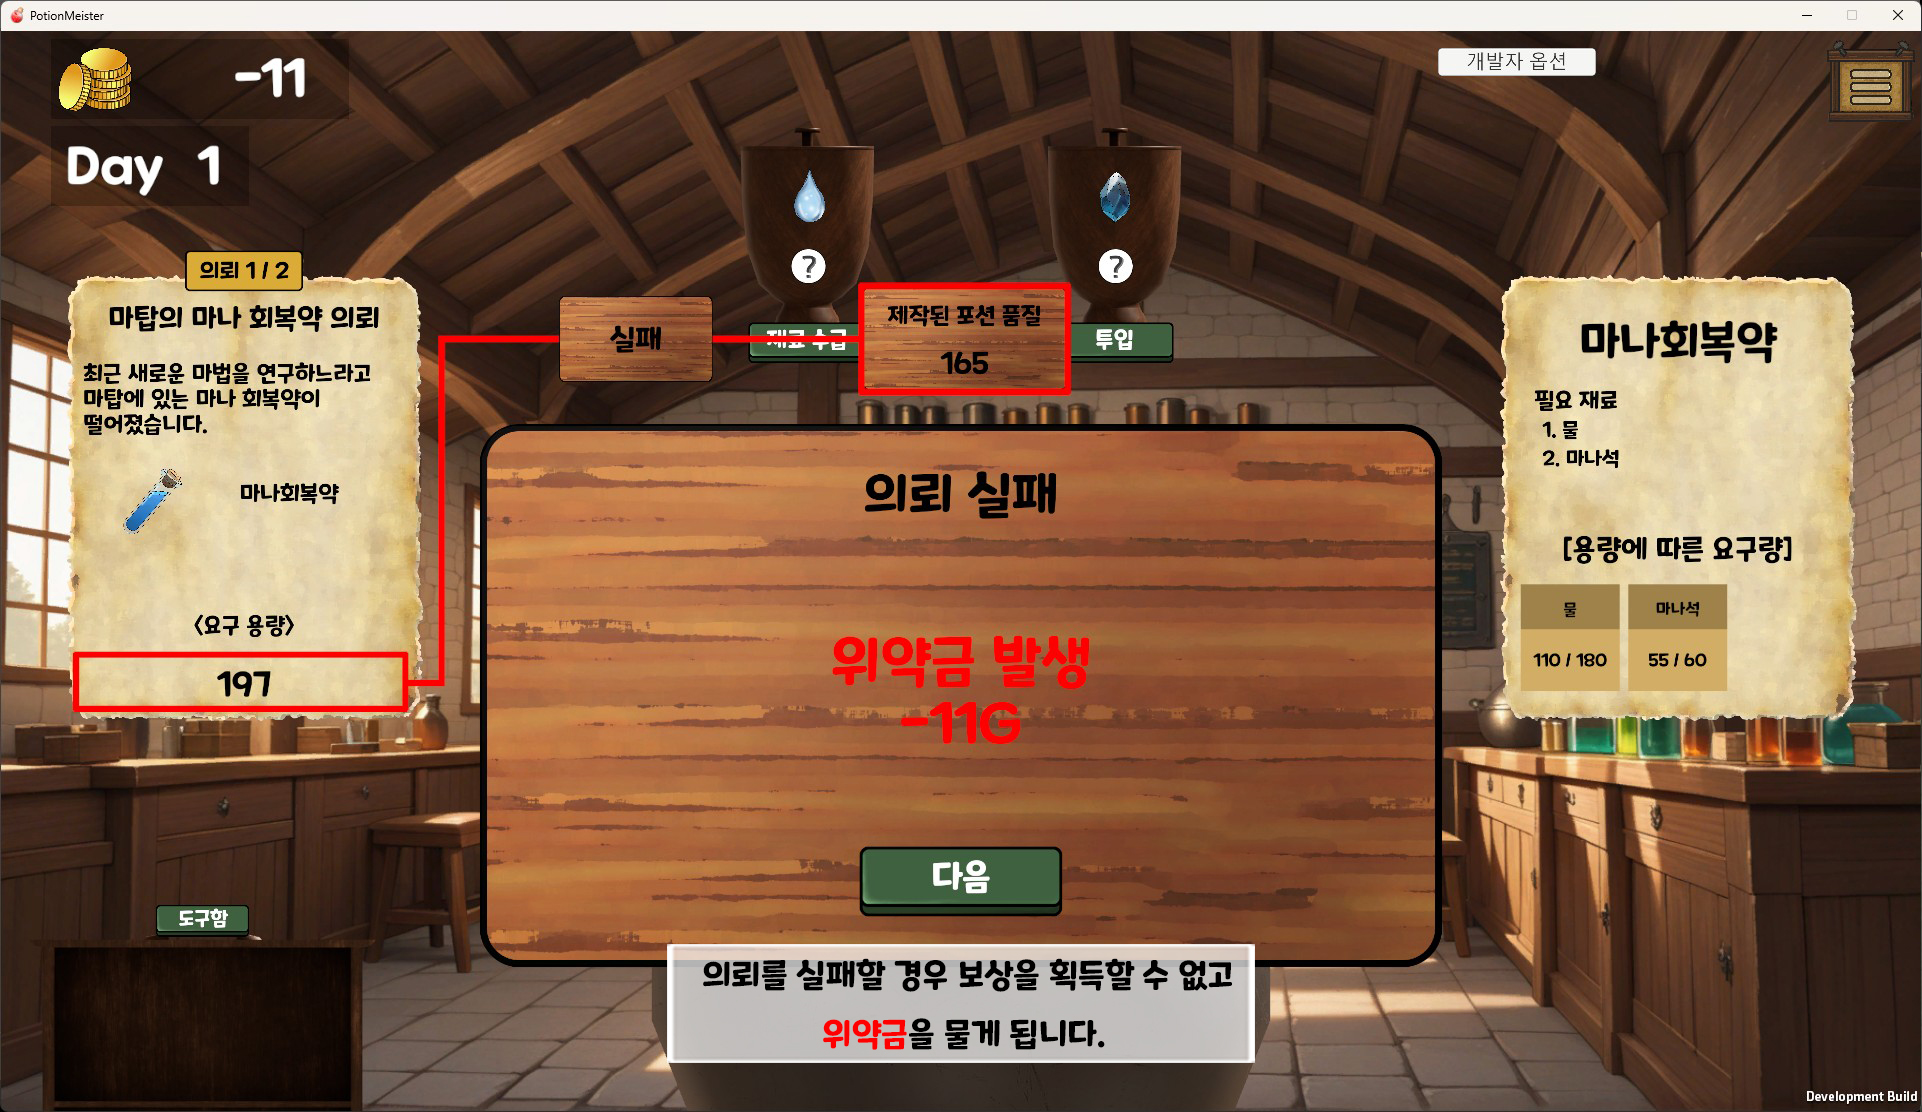 PotionMeister
-11
개발자 옵션
Day 1
의뢰 1 / 2
마탑의 마나 회복약 의뢰
최근 새로운 마법을 연구하느라고
마탑에 있는 마나 회복약이
떨어졌습니다.
마나회복약
<요구 용량>
197
실패
?
?
재료 수급
제작된 포션 품질
165
투입
의뢰 실패
위약금 발생
-11G
다음
의뢰를 실패할 경우 보상을 획득할 수 없고
위약금을 물게 됩니다.
마나회복약
필요 재료
1. 물
2. 마나석
[용량에 따른 요구량]
물 마나석
110 / 180 55 / 60
도구함
Development Build